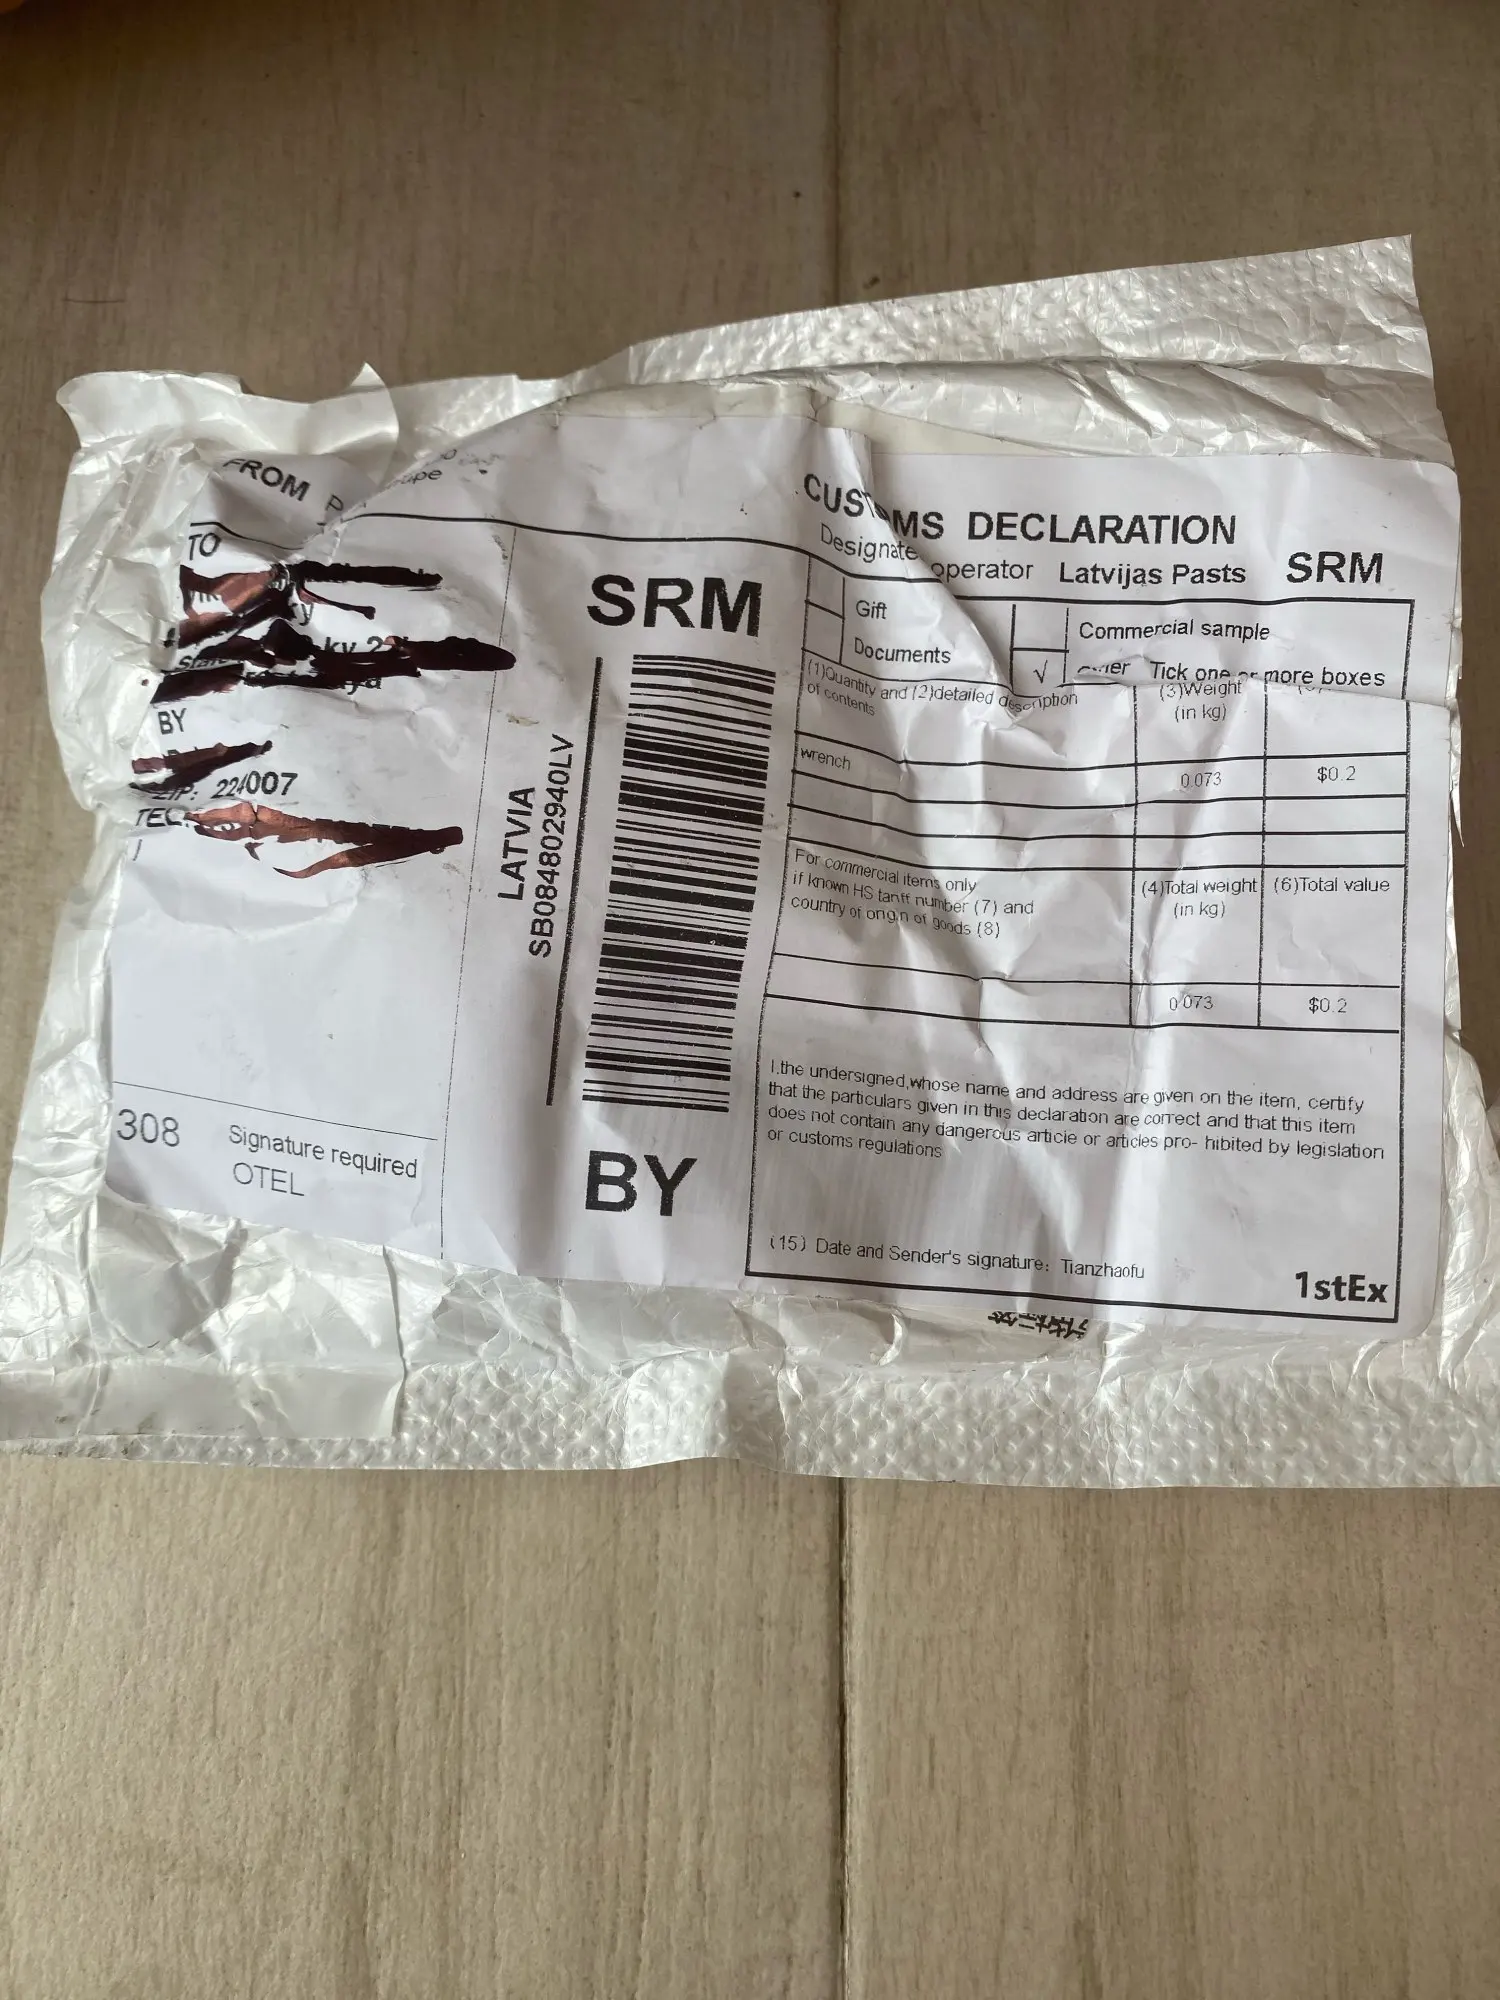 FROM
TO
BY
ZIP: 224007
308
Signature required
OTEL
LATVIA
SB084802940LV
SRM
BY
CUSTOMS DECLARATION
Designate operator Latvijas Pasts SRM
Gift
Commercial sample
Documents
√ Tick one or more boxes
(1)Quantity and (2)detailed description
of contents
(3)Weight
(in kg)
wrench 0.073 $0.2
For commercial items only
if known HS tariff number (7) and
country of origin of goods (8)
(4)Total weight
(in kg)
(6)Total value
0.073 $0.2
I,the undersigned,whose name and address are given on the item, certify
that the particulars given in this declaration are correct and that this item
does not contain any dangerous articie or articles pro- hibited by legislation
or customs regulations
(15) Date and Sender's signature: Tianzhaofu
1stEx